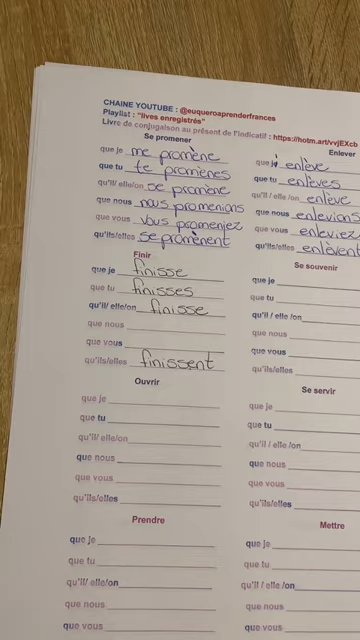 CHAINE YOUTUBE : @euqueroaprenderfrances
Playlist : "lives enregistrés"
Livre de conjugaison au présent de l'indicatif : https://hotm.art/vvjEXcb
Se promener
que je me promène
que tu te promènes
qu'il/ elle/on se promène
que nous nous promenions
que vous vous promeniez
qu'ils/elles se promènent
Enlever
que j' enlève
que tu enlèves
qu'il / elle /on enlève
que nous enlevions
que vous enleviez
qu'ils/elles enlèvent
Finir
que je finisse
que tu finisses
qu'il/ elle/on finisse
que nous
que vous
qu'ils/elles finissent
Se souvenir
que je
que tu
qu'il / elle /on
que nous
que vous
qu'ils/elles
Ouvrir
que je
que tu
qu'il/ elle/on
que nous
que vous
qu'ils/elles
Se servir
que je
que tu
qu'il / elle /on
que nous
que vous
qu'ils/elles
Prendre
que je
que tu
qu'il/ elle/on
que nous
que vous
Mettre
que je
que tu
qu'il / elle /on
que nous
que vous